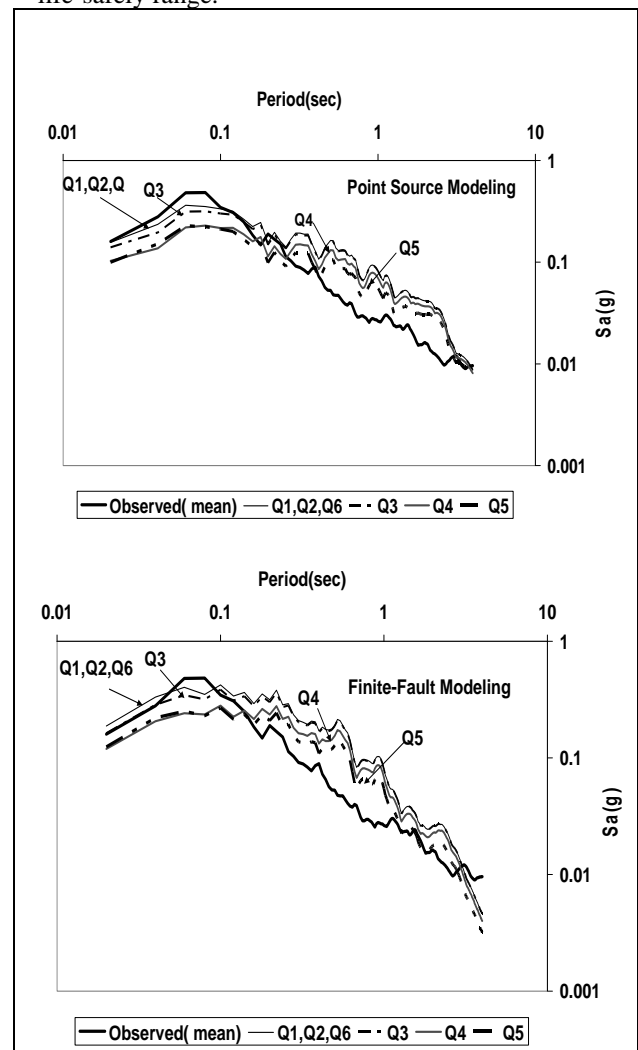 life-safety range.
Period(sec)
0.01 0.1 1 10
Q1,Q2,Q
Q3
Point Source Modeling
Q4
Q5
1
0.1
0.01
0.001
Sa(g)
Observed( mean) Q1,Q2,Q6 Q3 Q4 Q5
Period(sec)
0.01 0.1 1 10
Q1,Q2,Q6
Q3
Finite-Fault Modeling
Q4
Q5
1
0.1
0.01
0.001
Sa(g)
Observed( mean) Q1,Q2,Q6 Q3 Q4 Q5